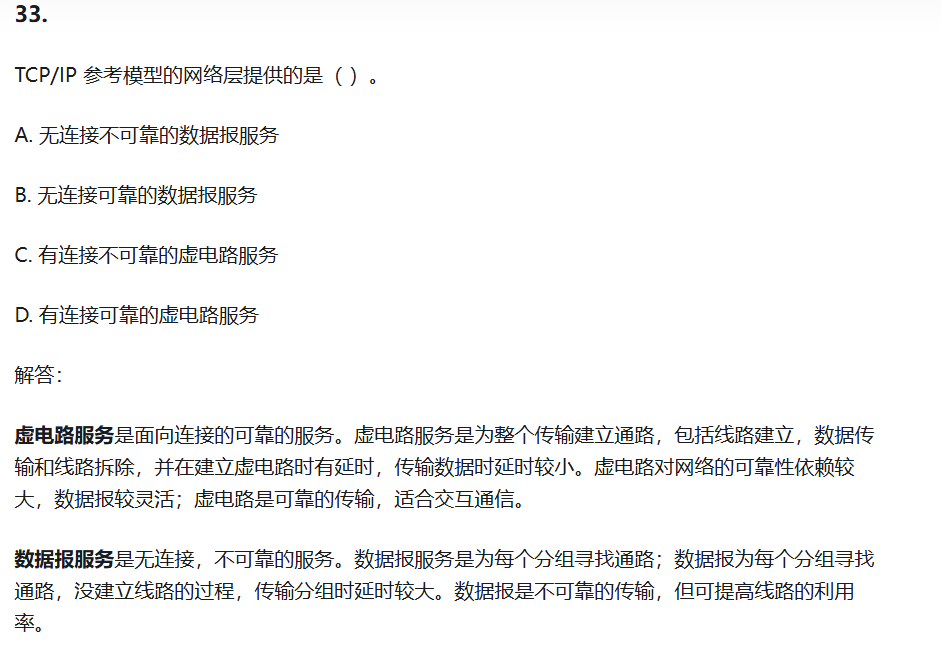 33.
TCP/IP 参考模型的网络层提供的是（ ）。
A. 无连接不可靠的数据报服务
B. 无连接可靠的数据报服务
C. 有连接不可靠的虚电路服务
D. 有连接可靠的虚电路服务
解答：
虚电路服务是面向连接的可靠的服务。虚电路服务是为整个传输建立通路，包括线路建立，数据传
输和线路拆除，并在建立虚电路时有延时，传输数据时延时较小。虚电路对网络的可靠性依赖较
大，数据报较灵活；虚电路是可靠的传输，适合交互通信。
数据报服务是无连接，不可靠的服务。数据报服务是为每个分组寻找通路；数据报为每个分组寻找
通路，没建立线路的过程，传输分组时延时较大。数据报是不可靠的传输，但可提高线路的利用
率。